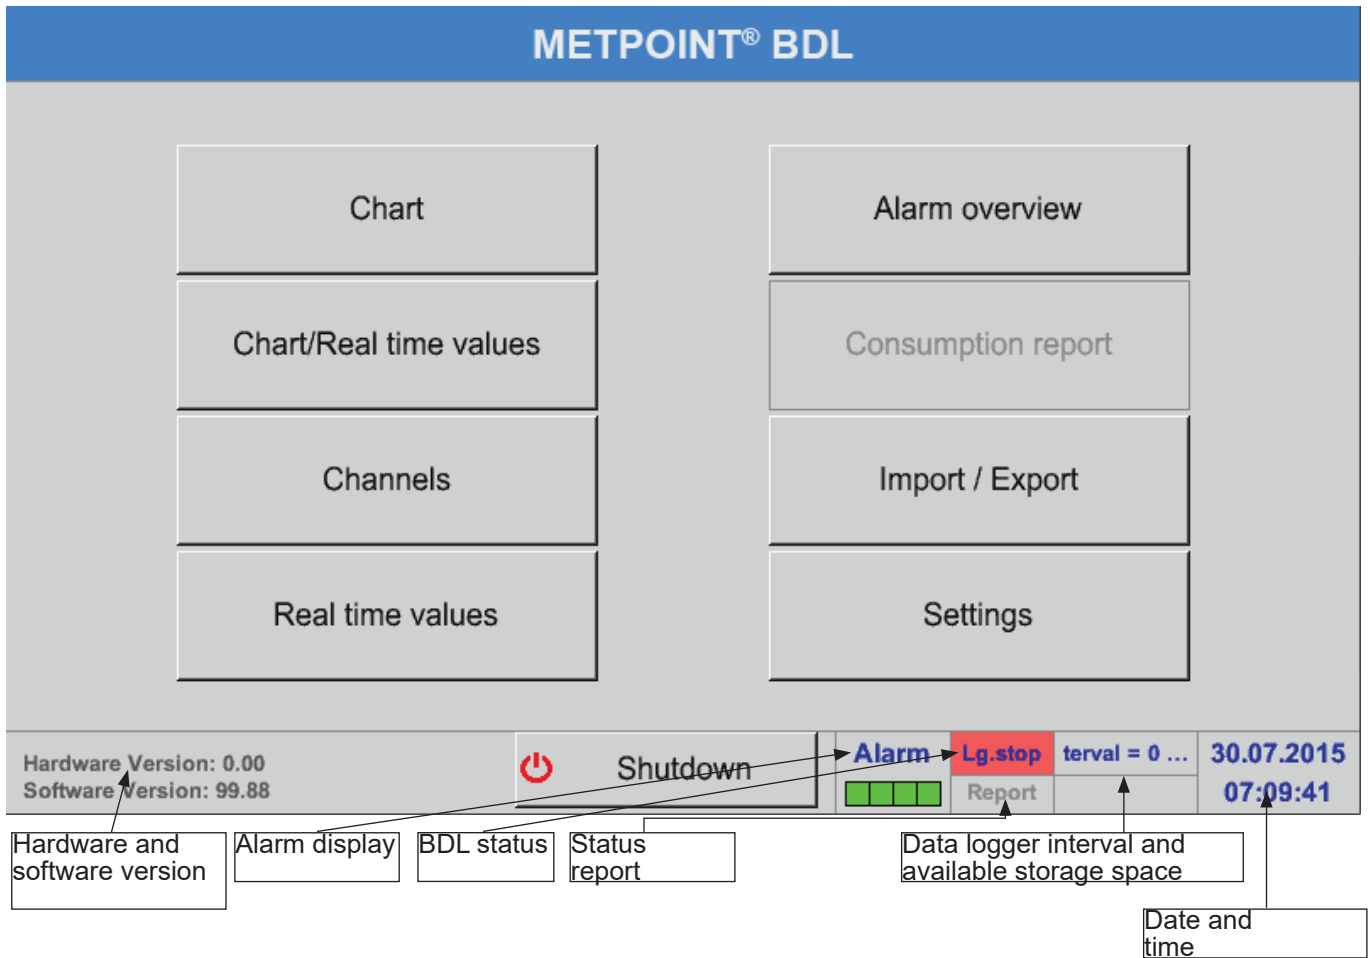 METPOINT® BDL
Chart
Alarm overview
Chart/Real time values
Consumption report
Channels
Import / Export
Real time values
Settings
Hardware Version: 0.00
Software Version: 99.88
Shutdown
Alarm
Lg.stop
Report
terval = 0 ...
30.07.2015
07:09:41
Hardware and
software version
Alarm display
BDL status
Status
report
Data logger interval and
available storage space
Date and
time